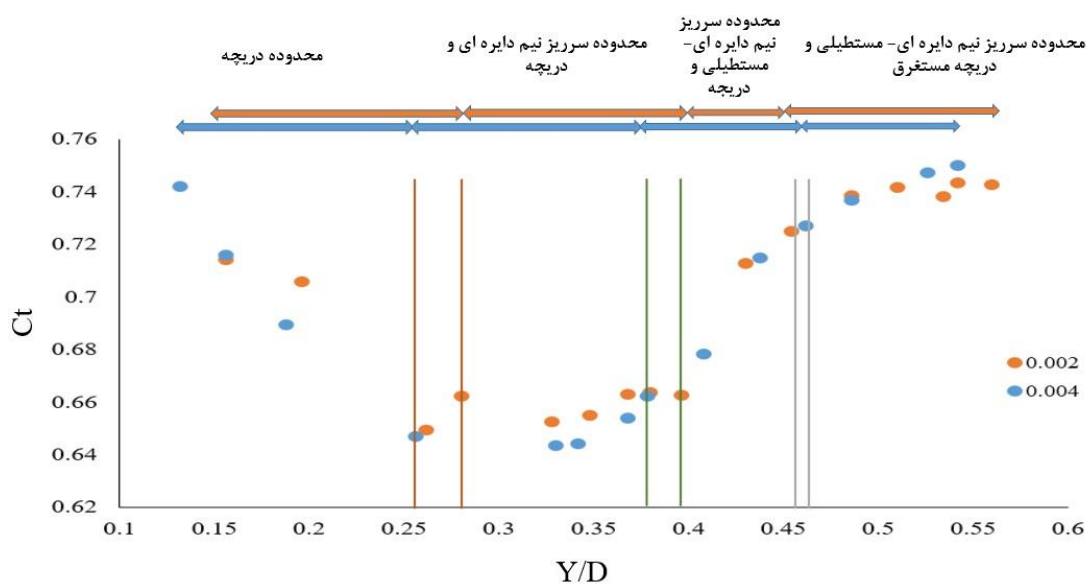 محدوده دریچه
محدوده سرریز نیم دایره ای و
دریچه
محدوده سرریز
نیم دایره ای-
مستطیلی و
دریجه
محدوده سرریز نیم دایره ای- مستطیلی و
دریچه مستغرق
0.76
0.74
0.72
0.7
0.68
0.66
0.64
0.62
Ct
0.1 0.15 0.2 0.25 0.3 0.35 0.4 0.45 0.5 0.55 0.6
Y/D
0.002
0.004